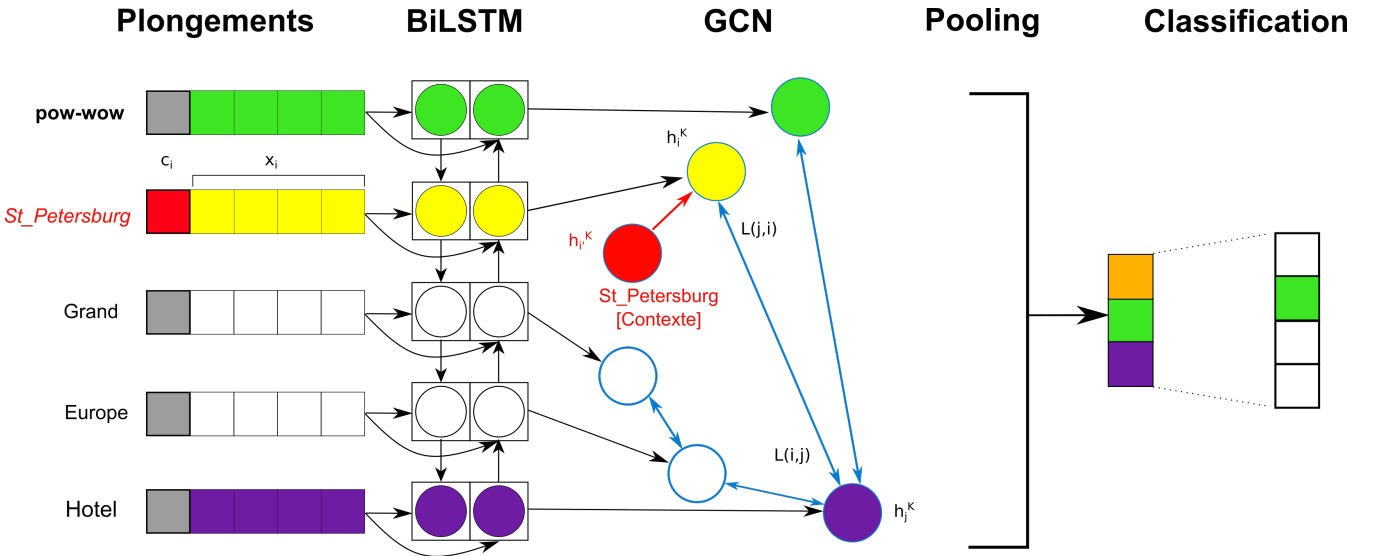 Plongements BiLSTM GCN Pooling Classification
pow-wow
c_i x_i
h_i^K
St_Petersburg
L(j,i)
h_i'^K
St_Petersburg
[Contexte]
Grand
Europe
L(i,j)
Hotel
h_j^K